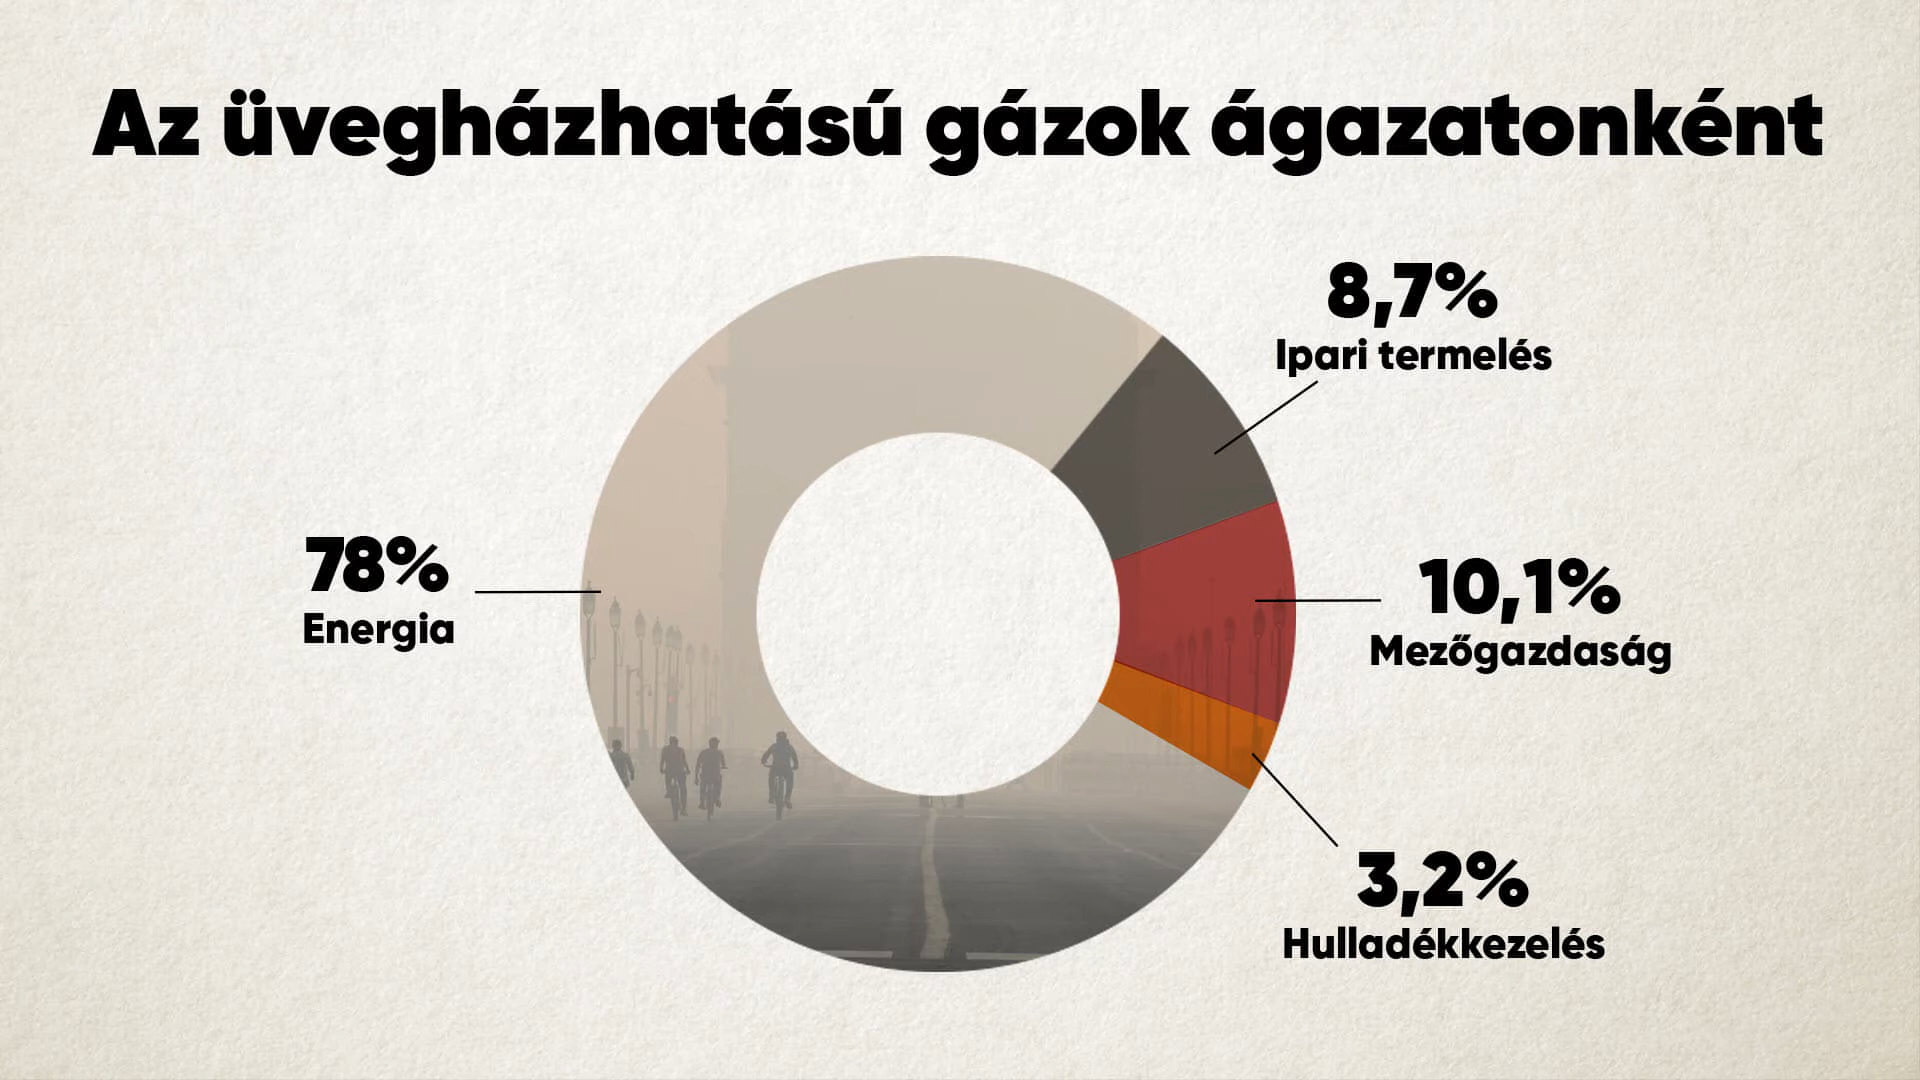 Az üvegházhatású gázok ágazatonként
8,7%
Ipari termelés
78%
Energia
10,1%
Mezőgazdaság
3,2%
Hulladékkezelés